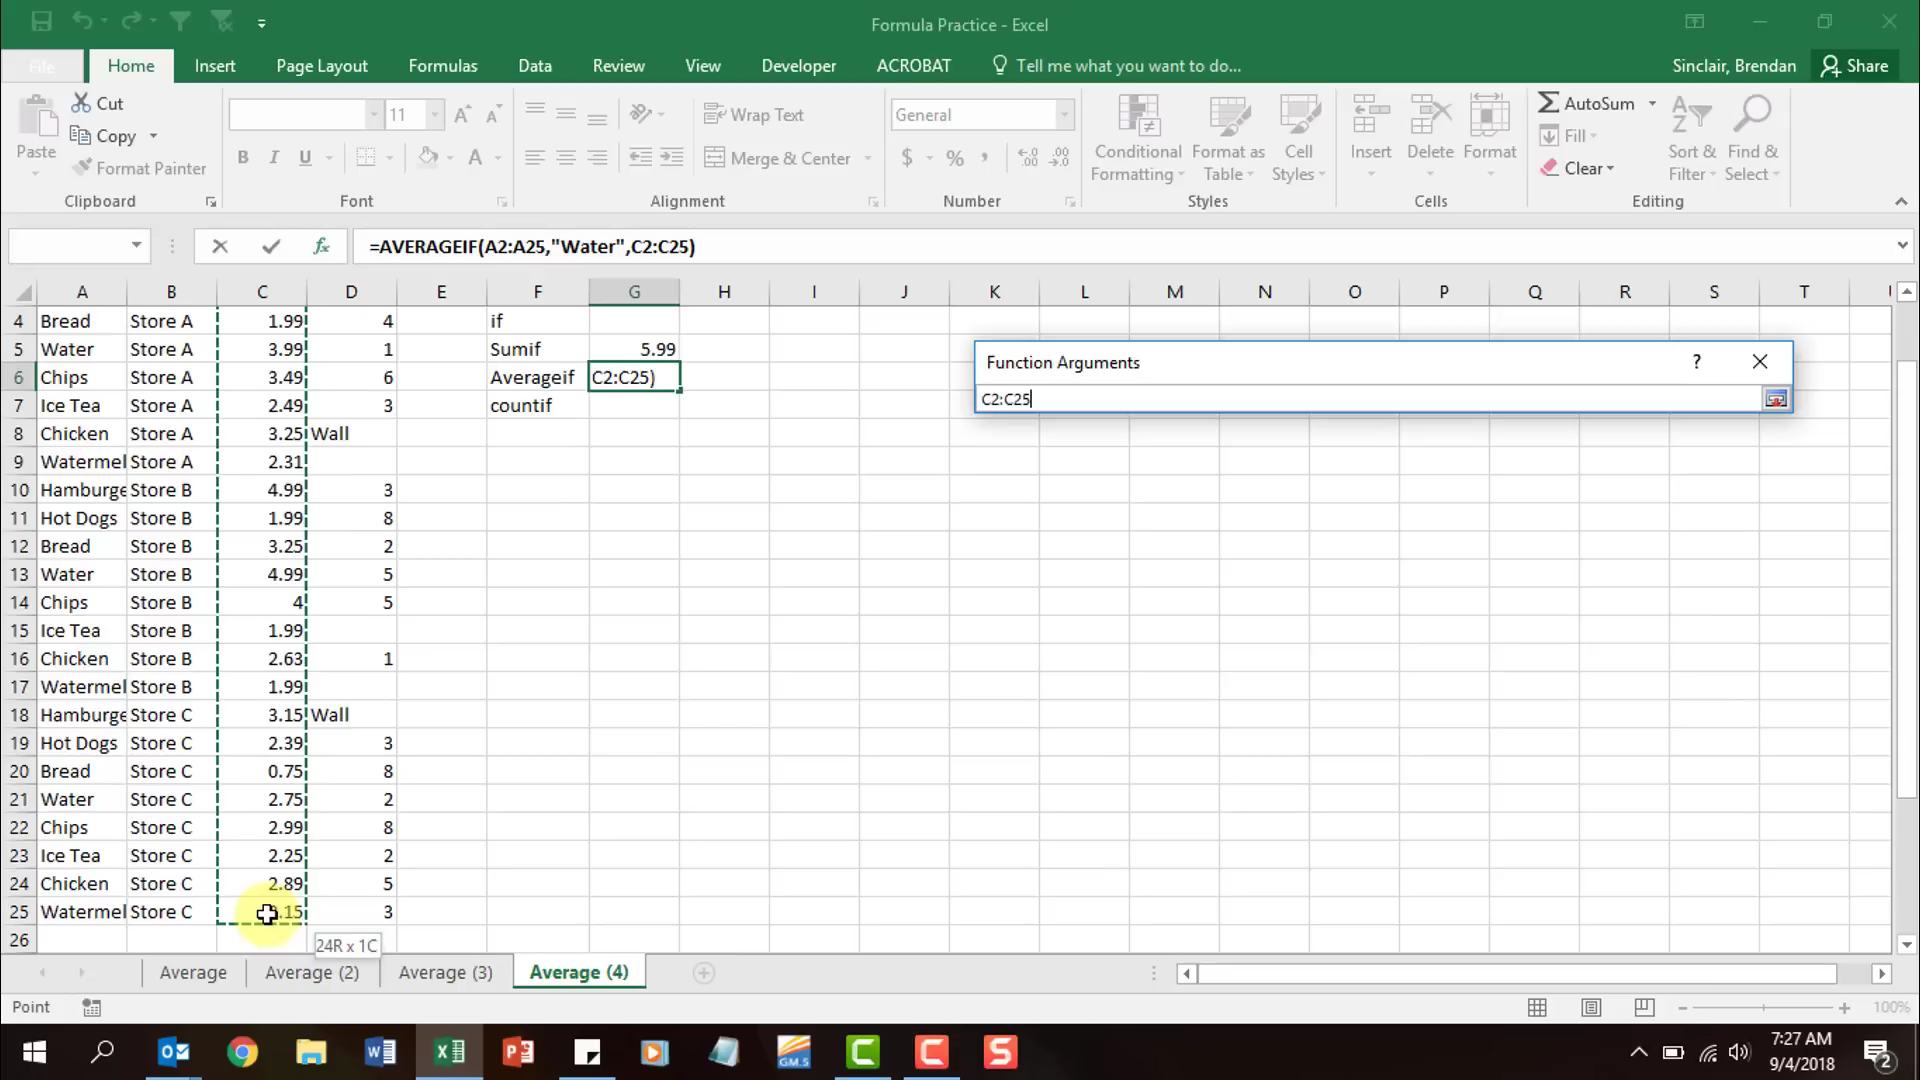 Formula Practice - Excel
File Home Insert Page Layout Formulas Data Review View Developer ACROBAT Tell me what you want to do... Sinclair, Brendan Share
Paste Cut Copy Format Painter
11
B I U A
Wrap Text
Merge & Center
General
$ % ,
Conditional Formatting
Format as Table
Cell Styles
Insert Delete Format
AutoSum
Fill
Clear
Sort & Filter
Find & Select
Clipboard Font Alignment Number Styles Cells Editing
fx =AVERAGEIF(A2:A25,"Water",C2:C25)
A B C D E F G H I J K L M N O P Q R S T
4 Bread Store A 1.99 4 if
5 Water Store A 3.99 1 Sumif 5.99
6 Chips Store A 3.49 6 Averageif C2:C25)
7 Ice Tea Store A 2.49 3 countif
8 Chicken Store A 3.25 Wall
9 Watermel Store A 2.31
10 Hamburge Store B 4.99 3
11 Hot Dogs Store B 1.99 8
12 Bread Store B 3.25 2
13 Water Store B 4.99 5
14 Chips Store B 4 5
15 Ice Tea Store B 1.99
16 Chicken Store B 2.63 1
17 Watermel Store B 1.99
18 Hamburge Store C 3.15 Wall
19 Hot Dogs Store C 2.39 3
20 Bread Store C 0.75 8
21 Water Store C 2.75 2
22 Chips Store C 2.99 8
23 Ice Tea Store C 2.25 2
24 Chicken Store C 2.89 5
25 Watermel Store C .15 3
26
Function Arguments ?
C2:C25
24R x 1C
Average Average (2) Average (3) Average (4)
Point 100%
7:27 AM
9/4/2018
2